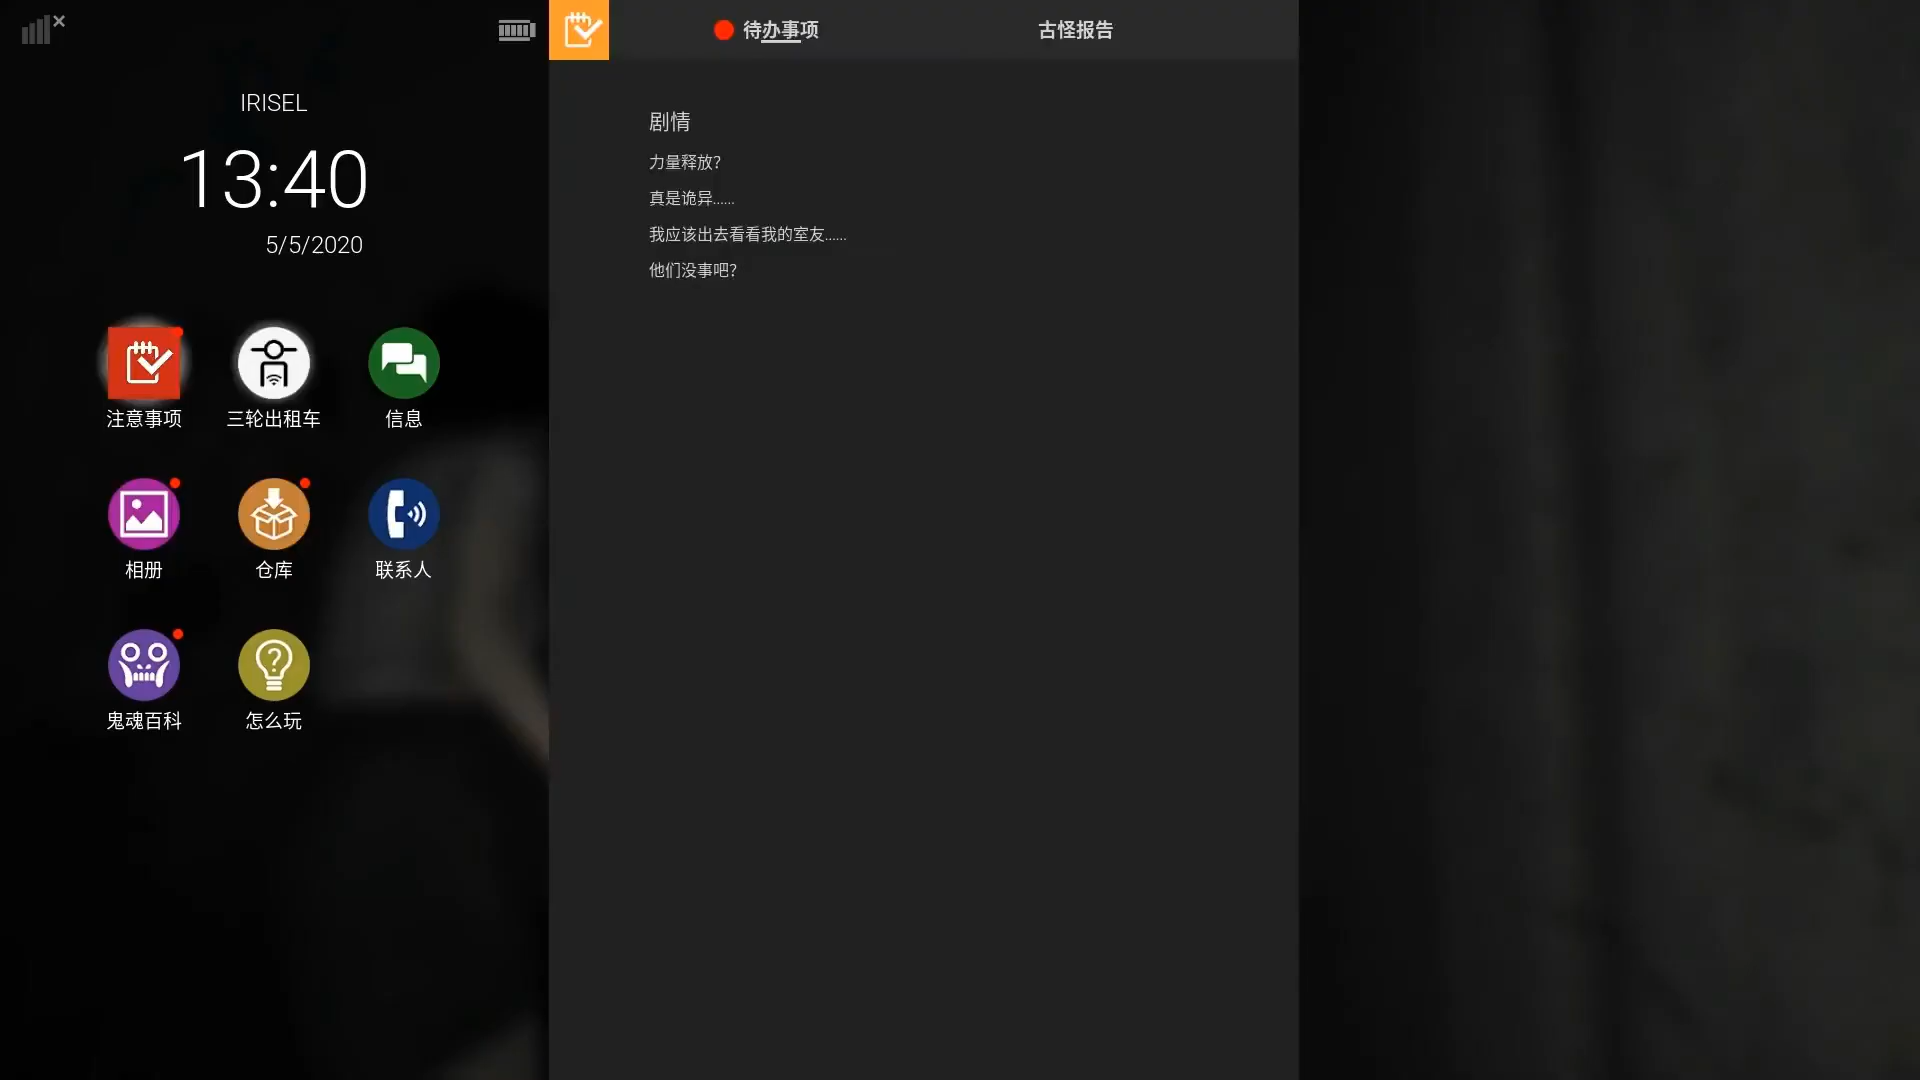 IRISEL
13:40
5/5/2020
注意事项
三轮出租车
信息
相册
仓库
联系人
鬼魂百科
怎么玩
待办事项
古怪报告
剧情
力量释放?
真是诡异......
我应该出去看看我的室友......
他们没事吧?